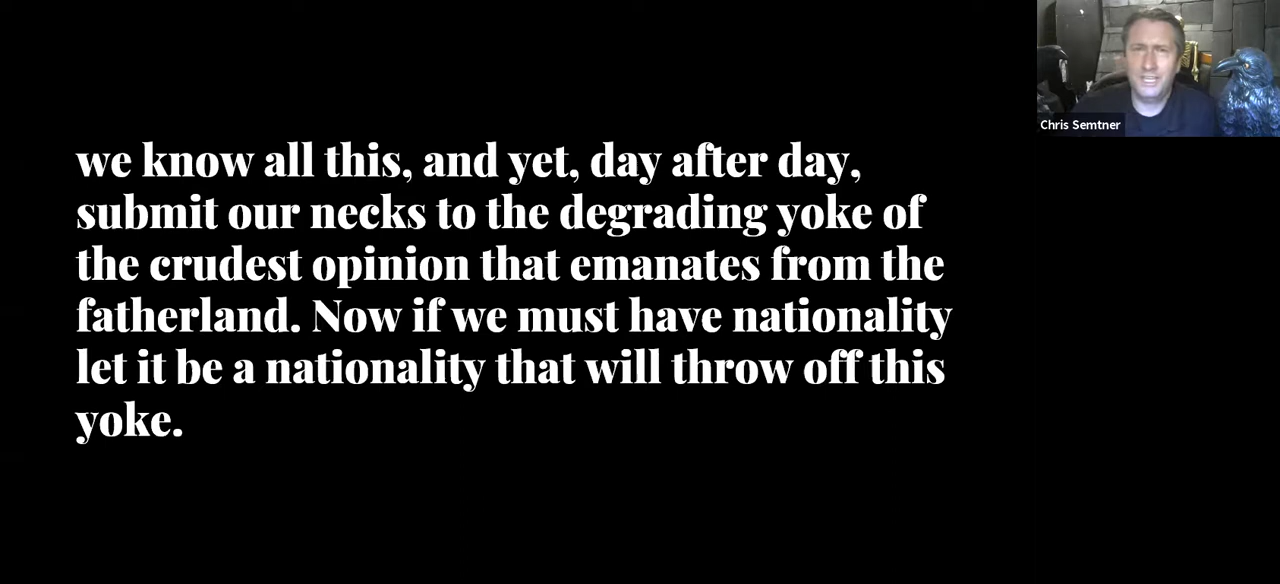 we know all this, and yet, day after day,
submit our necks to the degrading yoke of
the crudest opinion that emanates from the
fatherland. Now if we must have nationality
let it be a nationality that will throw off this
yoke.
Chris Semtner